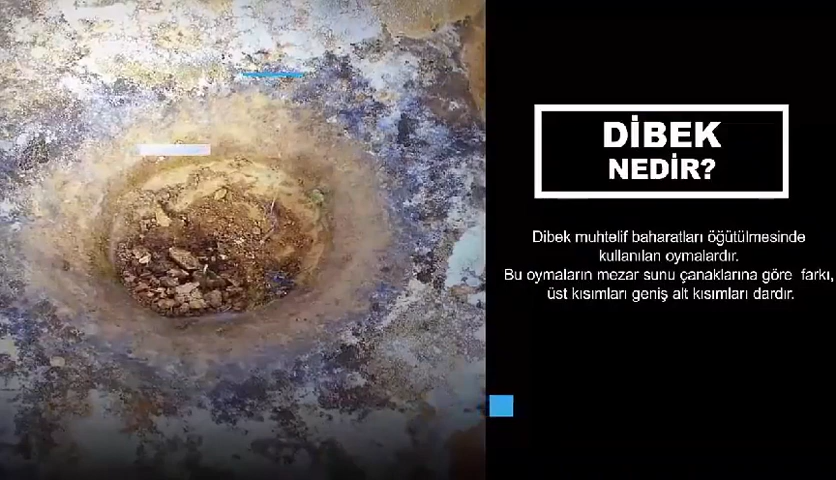 DİBEK
NEDİR?
Dibek muhtelif baharatları öğütülmesinde
kullanılan oymalardır.
Bu oymaların mezar sunu çanaklarına göre farkı,
üst kısımları geniş alt kısımları dardır.